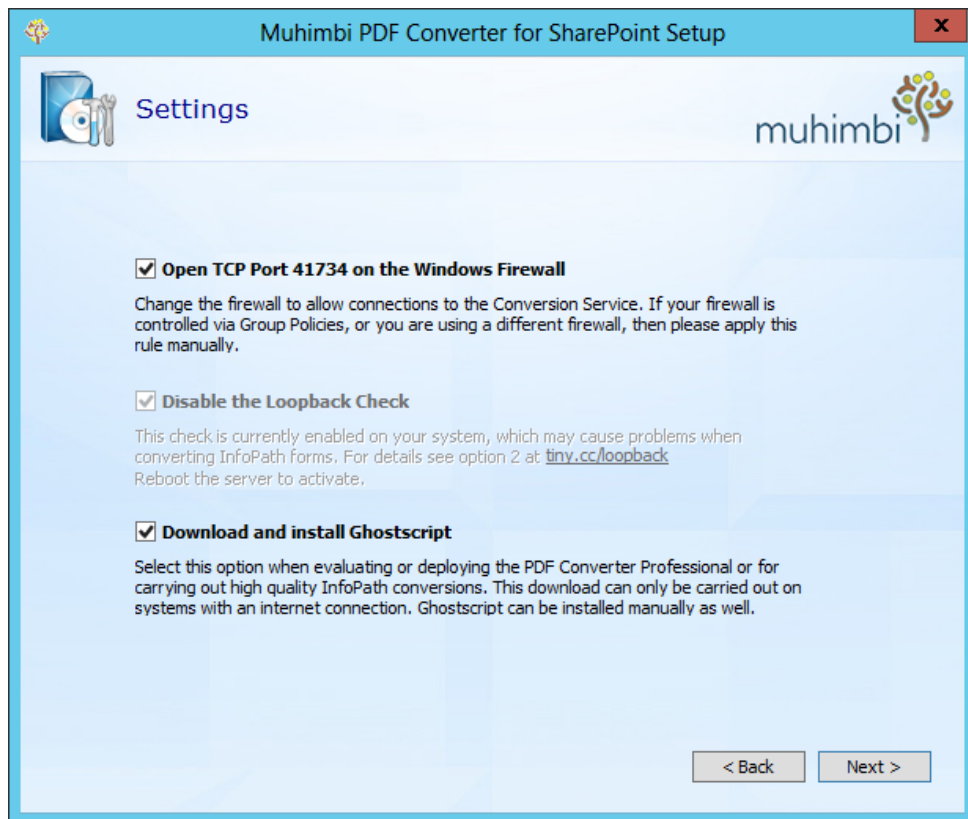 Muhimbi PDF Converter for SharePoint Setup
x
Settings
muhimbi
Open TCP Port 41734 on the Windows Firewall
Change the firewall to allow connections to the Conversion Service. If your firewall is
controlled via Group Policies, or you are using a different firewall, then please apply this
rule manually.
Disable the Loopback Check
This check is currently enabled on your system, which may cause problems when
converting InfoPath forms. For details see option 2 at tiny.cc/loopback
Reboot the server to activate.
Download and install Ghostscript
Select this option when evaluating or deploying the PDF Converter Professional or for
carrying out high quality InfoPath conversions. This download can only be carried out on
systems with an internet connection. Ghostscript can be installed manually as well.
< Back Next >